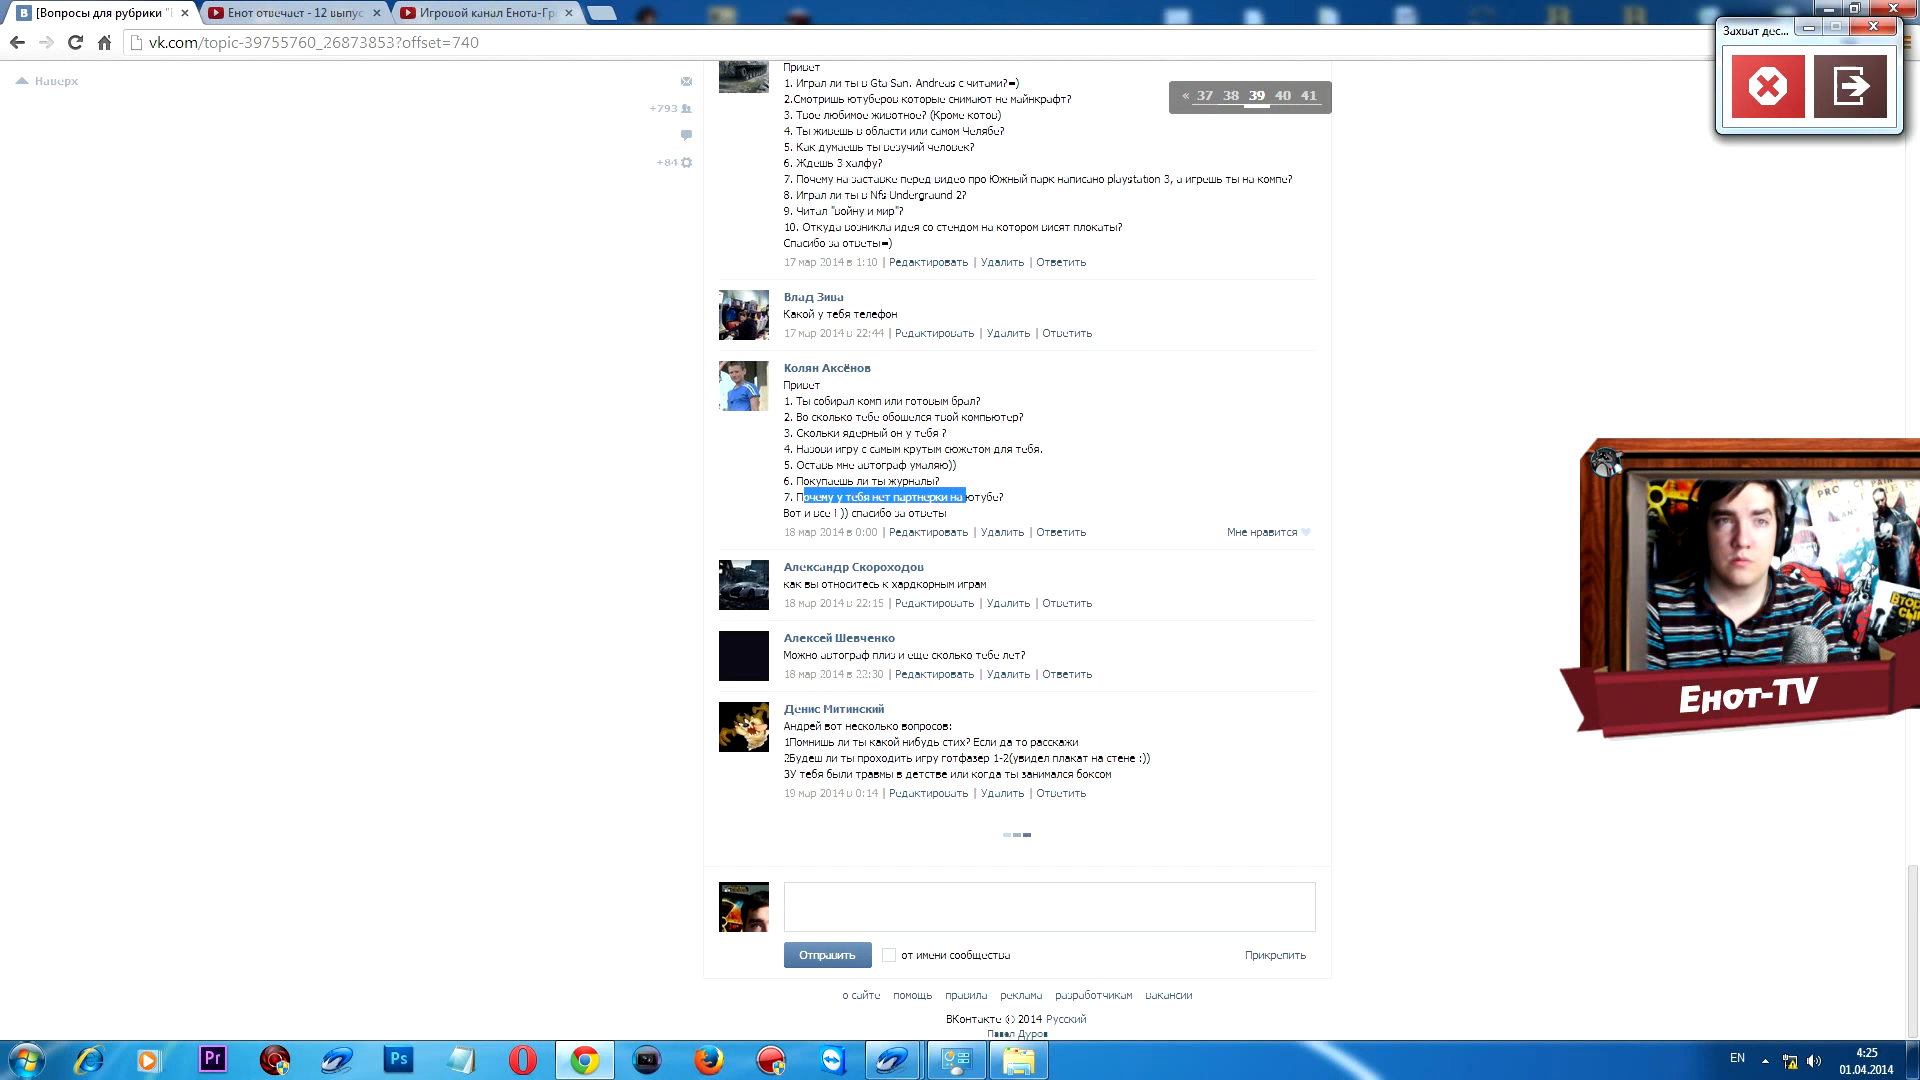 [Вопросы для рубрики "Е
Енот отвечает - 12 выпус
Игровой канал Енота-Гр
vk.com/topic-39755760_26873853?offset=740
Захват дес...
Наверх
+793
+84
« 37 38 39 40 41
Привет
1. Играл ли ты в Gta San. Andreas с читами?=)
2.Смотришь ютуберов которые снимают не майнкрафт?
3. Твое любимое животное? (Кроме котов)
4. Ты живешь в области или самом Челябе?
5. Как думаешь ты везучий человек?
6. Ждешь 3 халфу?
7. Почему на заставке перед видео про Южный парк написано playstation 3, а игрешь ты на компе?
8. Играл ли ты в Nfs Undergraund 2?
9. Читал "войну и мир"?
10. Откуда возникла идея со стендом на котором висят плокаты?
Спасибо за ответы=)
17 мар 2014 в 1:10 | Редактировать | Удалить | Ответить
Влад Зива
Какой у тебя телефон
17 мар 2014 в 22:44 | Редактировать | Удалить | Ответить
Колян Аксёнов
Привет
1. Ты собирал комп или готовым брал?
2. Во сколько тебе обошелся твой компьютер?
3. Скольки ядерный он у тебя ?
4. Назови игру с самым крутым сюжетом для тебя.
5. Оставь мне автограф умаляю))
6. Покупаешь ли ты журналы?
7. Почему у тебя нет партнерки на ютубе?
Вот и все ! )) спасибо за ответы
18 мар 2014 в 0:00 | Редактировать | Удалить | Ответить
Мне нравится
Александр Скороходов
как вы относитесь к хардкорным играм
18 мар 2014 в 22:15 | Редактировать | Удалить | Ответить
Алексей Шевченко
Можно автограф плиз и еще сколько тебе лет?
18 мар 2014 в 22:30 | Редактировать | Удалить | Ответить
Денис Митинский
Андрей вот несколько вопросов:
1Помнишь ли ты какой нибудь стих? Если да то расскажи
2Будеш ли ты проходить игру готфазер 1-2(увидел плакат на стене :))
3У тебя были травмы в детстве или когда ты занимался боксом
19 мар 2014 в 0:14 | Редактировать | Удалить | Ответить
Енот-TV
Отправить
от имени сообщества
Прикрепить
о сайте помощь правила реклама разработчикам вакансии
ВКонтакте © 2014 Русский
Павел Дуров
Pr
Ps
EN
4:25
01.04.2014